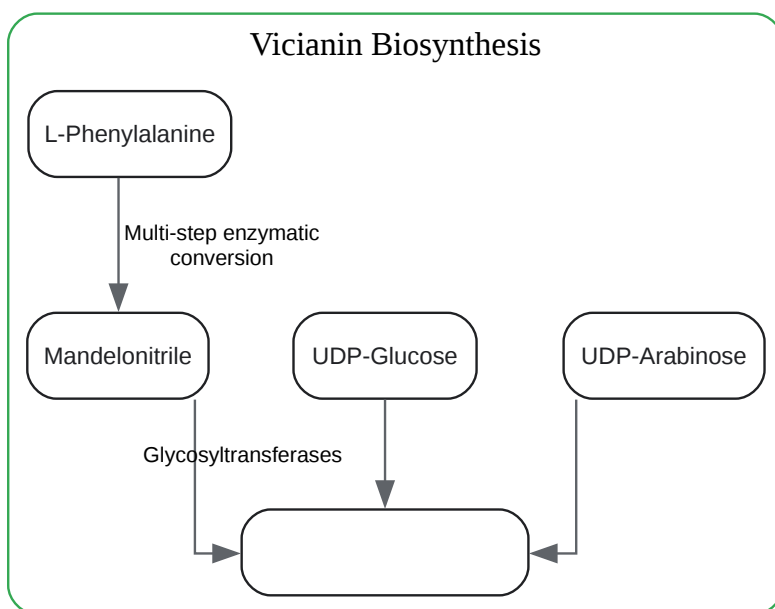 Vicianin Biosynthesis
L-Phenylalanine
Multi-step enzymatic
conversion
Mandelonitrile
UDP-Glucose
UDP-Arabinose
Glycosyltransferases